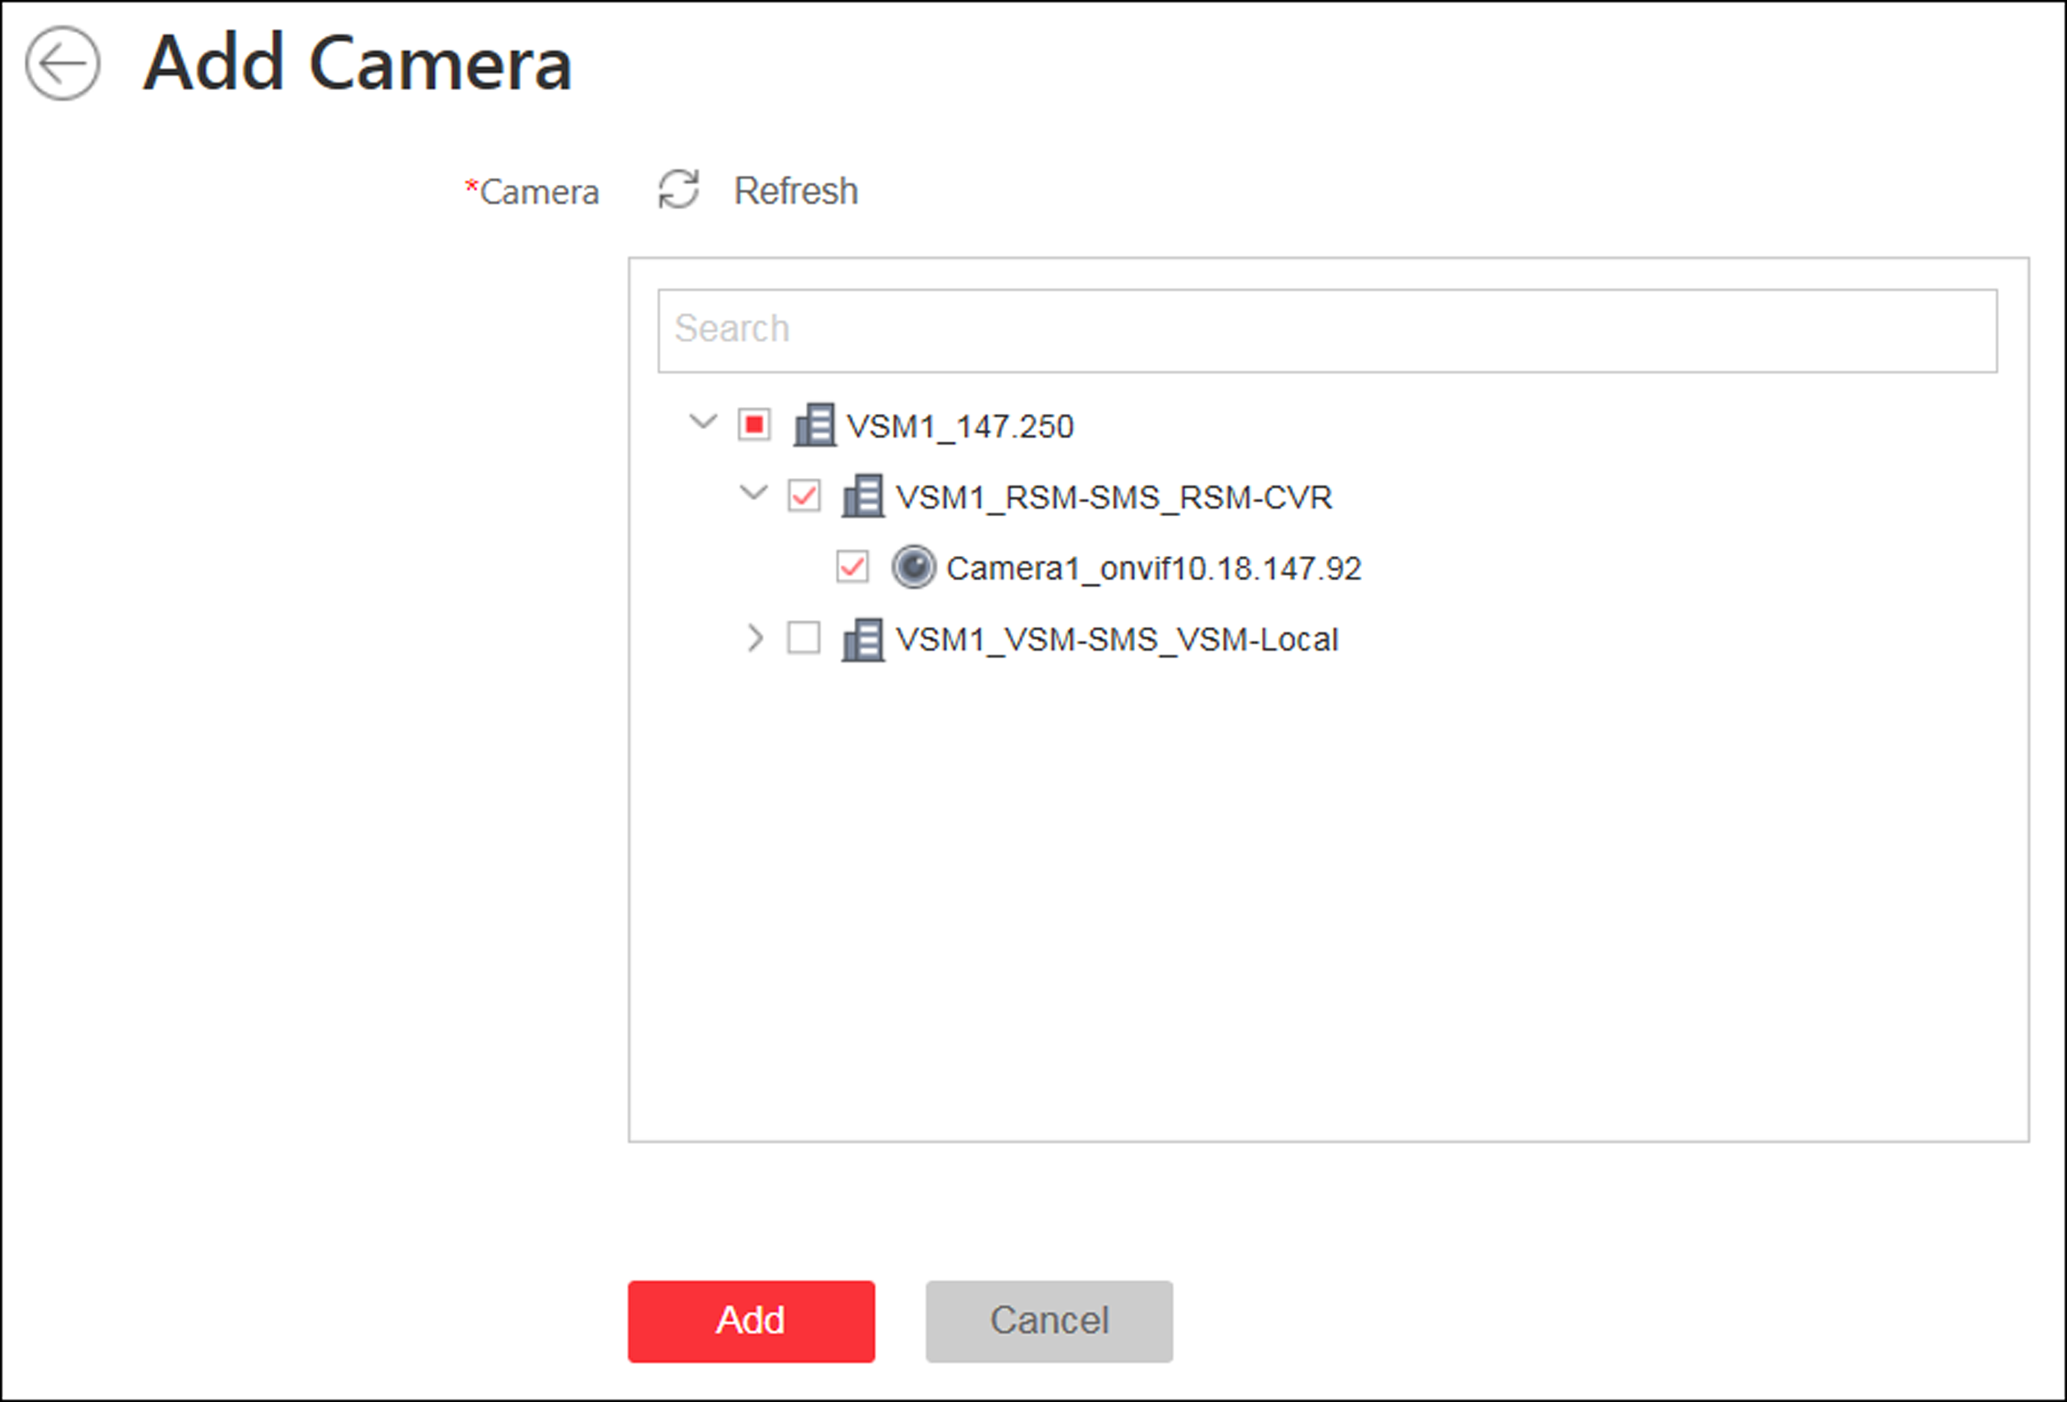 Add Camera
*Camera Refresh
Search
VSM1_147.250
VSM1_RSM-SMS_RSM-CVR
Camera1_onvif10.18.147.92
VSM1_VSM-SMS_VSM-Local
Add Cancel